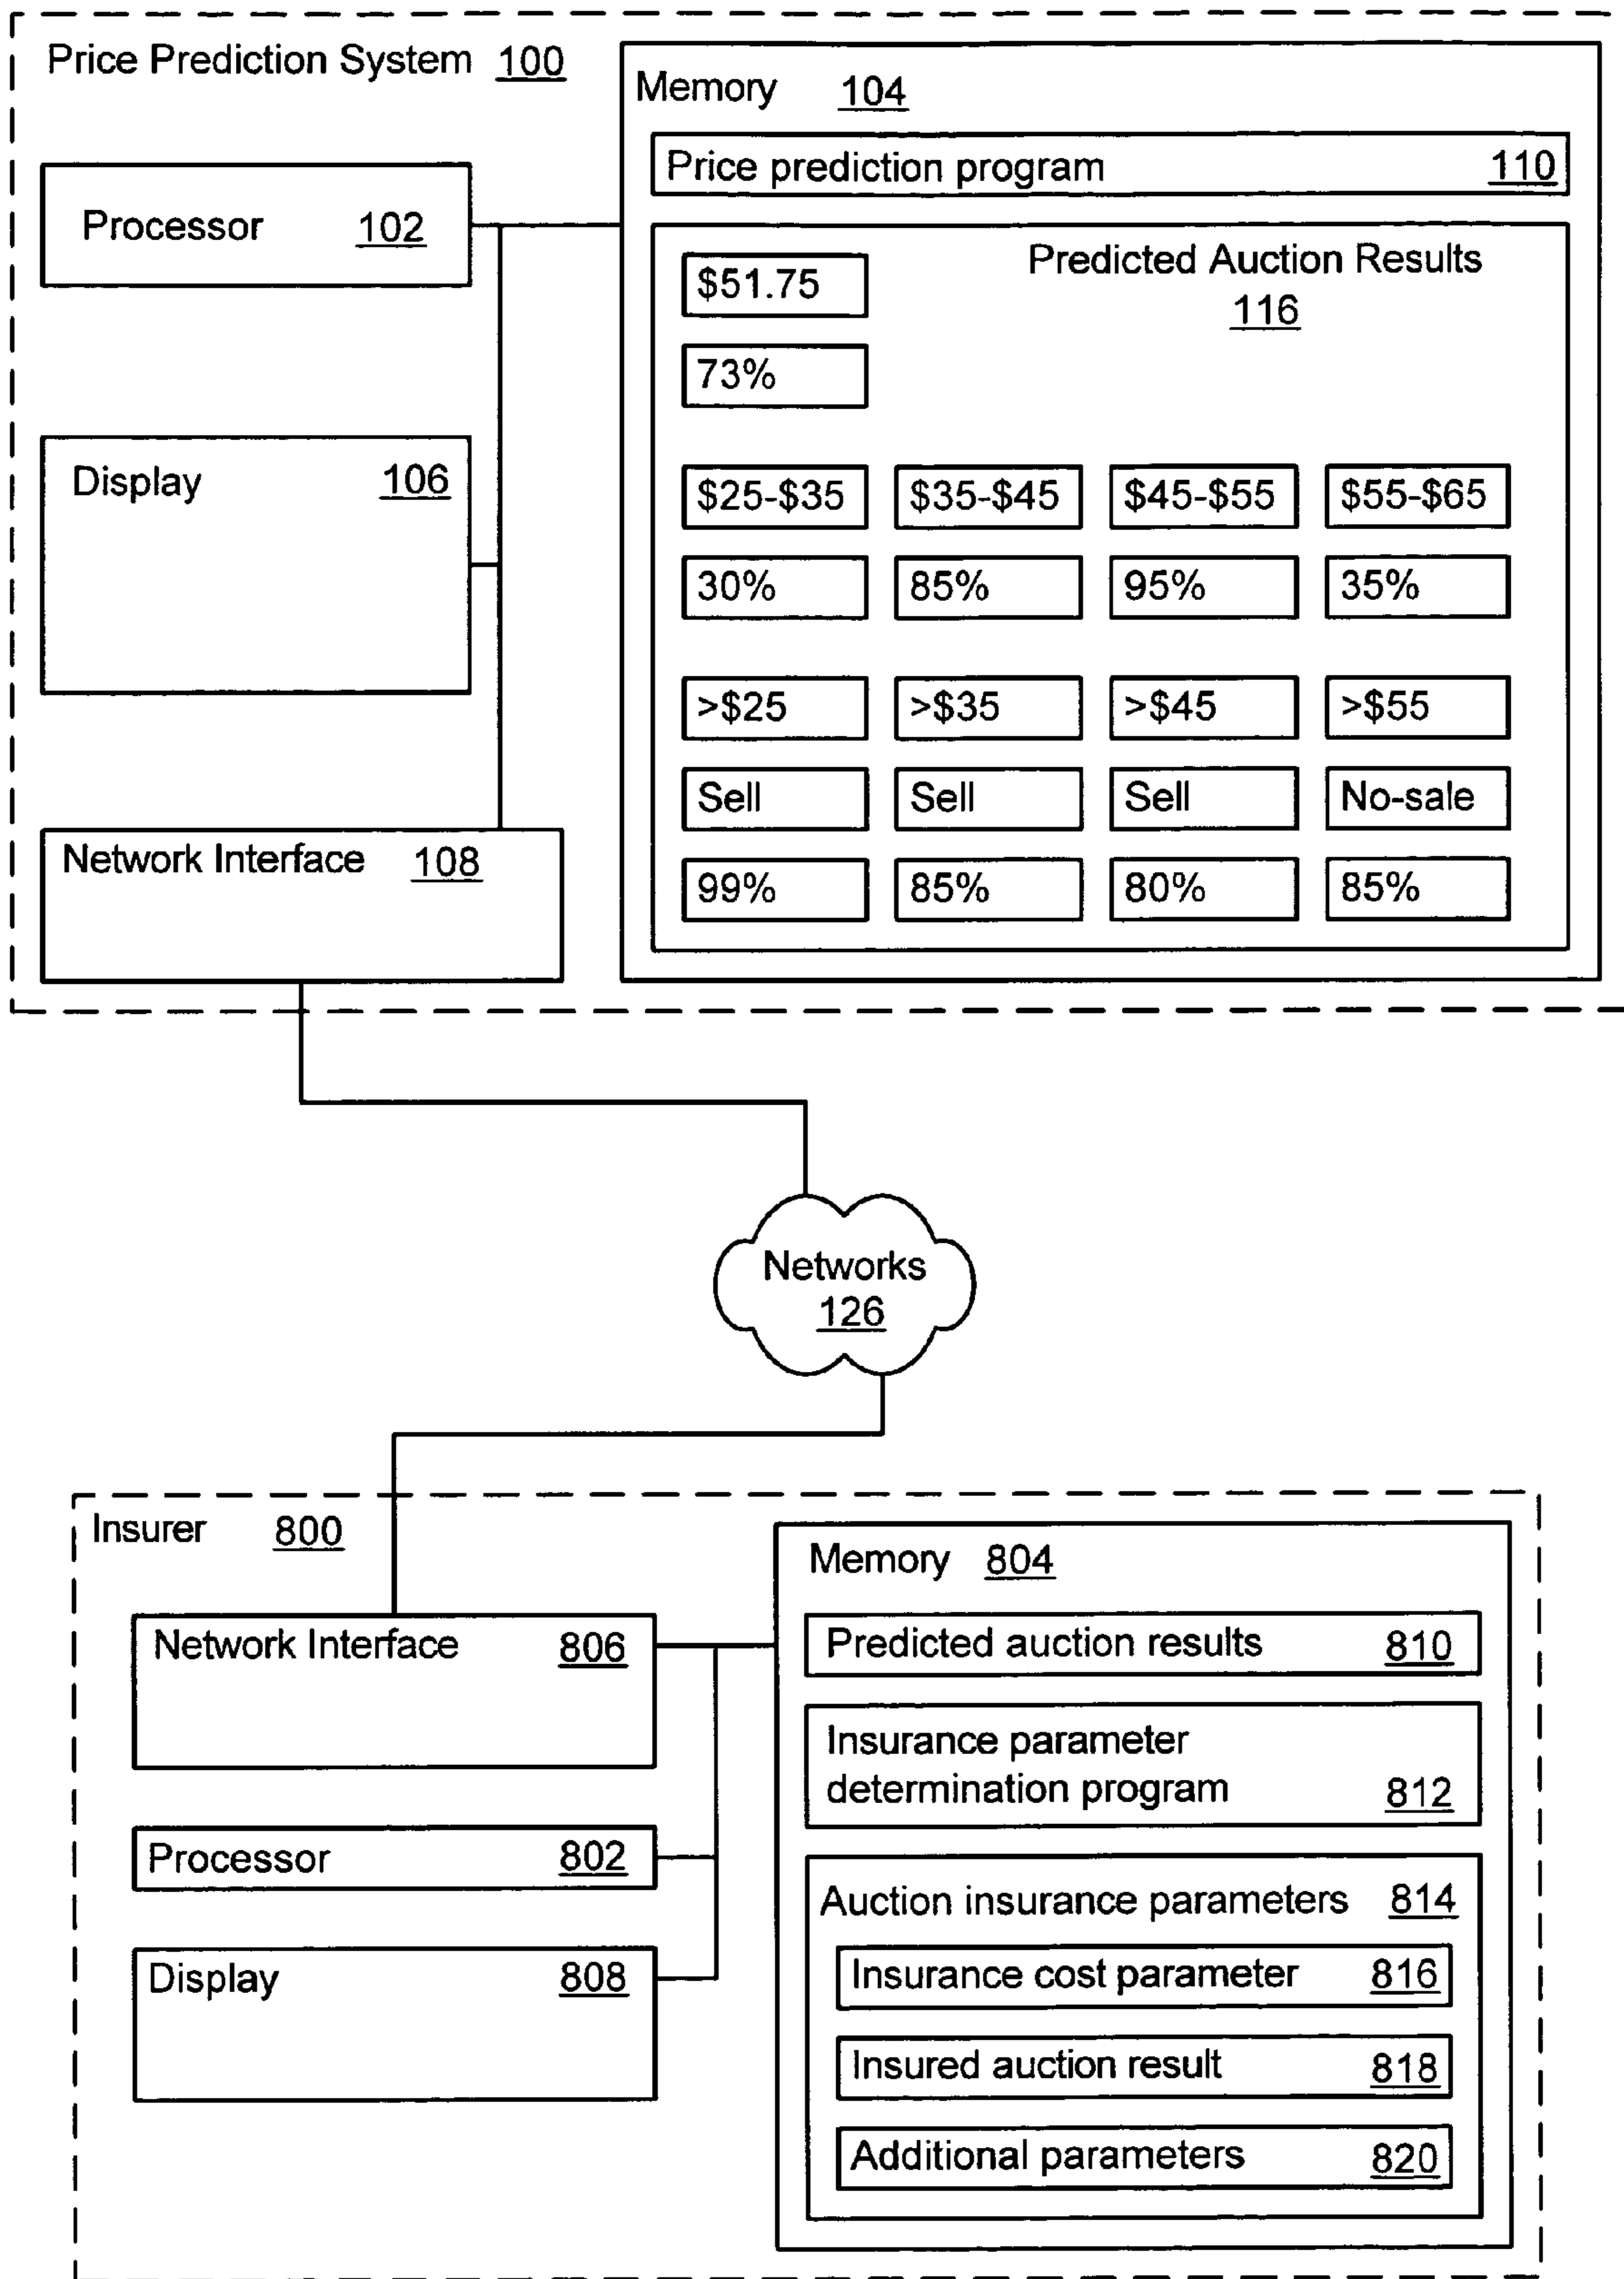 Price Prediction System 100
Memory 104
Price prediction program 110
Processor 102
Predicted Auction Results
116
$51.75
73%
Display 106
$25-$35 $35-$45 $45-$55 $55-$65
30% 85% 95% 35%
>$25 >$35 >$45 >$55
Sell Sell Sell No-sale
Network Interface 108
99% 85% 80% 85%
Networks
126
Insurer 800
Memory 804
Network Interface 806
Predicted auction results 810
Insurance parameter
determination program 812
Processor 802
Auction insurance parameters 814
Display 808
Insurance cost parameter 816
Insured auction result 818
Additional parameters 820